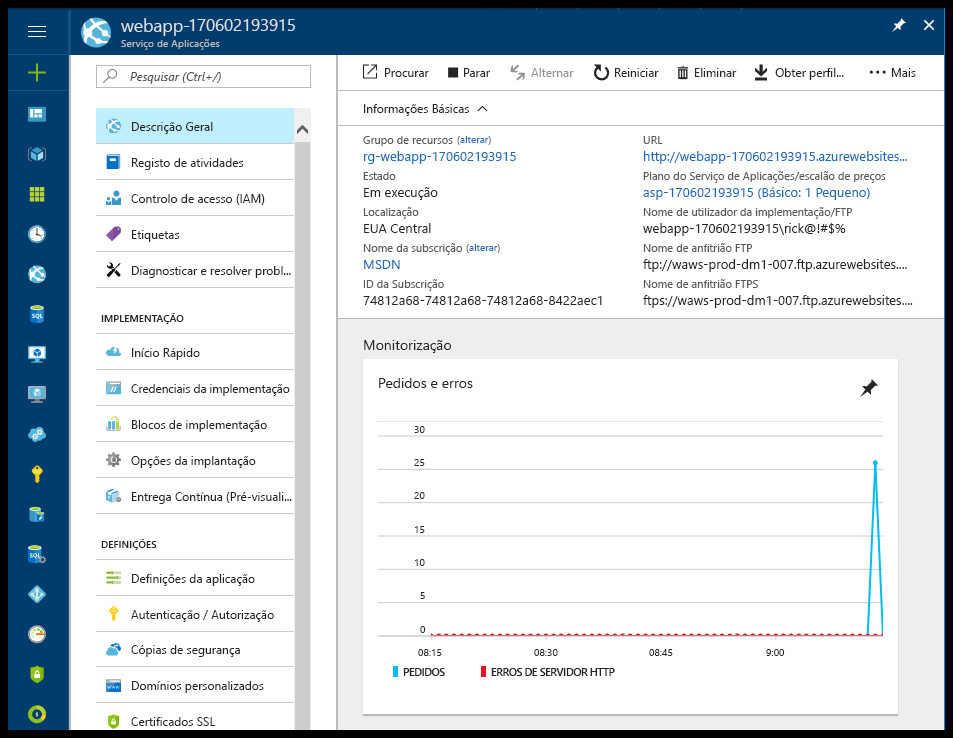 webapp-170602193915
Serviço de Aplicações
Pesquisar (Ctrl+/)
Descrição Geral
Registo de atividades
Controlo de acesso (IAM)
Etiquetas
Diagnosticar e resolver probl...
IMPLEMENTAÇÃO
Início Rápido
Credenciais da implementação
Blocos de implementação
Opções da implantação
Entrega Contínua (Pré-visuali...
DEFINIÇÕES
Definições da aplicação
Autenticação / Autorização
Cópias de segurança
Domínios personalizados
Certificados SSL
Procurar Parar Alternar Reiniciar Eliminar Obter perfil... Mais
Informações Básicas
Grupo de recursos (alterar)
rg-webapp-170602193915
Estado
Em execução
Localização
EUA Central
Nome da subscrição (alterar)
MSDN
ID da Subscrição
74812a68-74812a68-74812a68-8422aec1
URL
http://webapp-170602193915.azurewebsites...
Plano do Serviço de Aplicações/escalão de preços
asp-170602193915 (Básico: 1 Pequeno)
Nome de utilizador da implementação/FTP
webapp-170602193915\rick@!#$%
Nome de anfitrião FTP
ftp://waws-prod-dm1-007.ftp.azurewebsites....
Nome de anfitrião FTPS
ftps://waws-prod-dm1-007.ftp.azurewebsites....
Monitorização
Pedidos e erros
30
25
20
15
10
5
0
08:15 08:30 08:45 9:00
PEDIDOS ERROS DE SERVIDOR HTTP